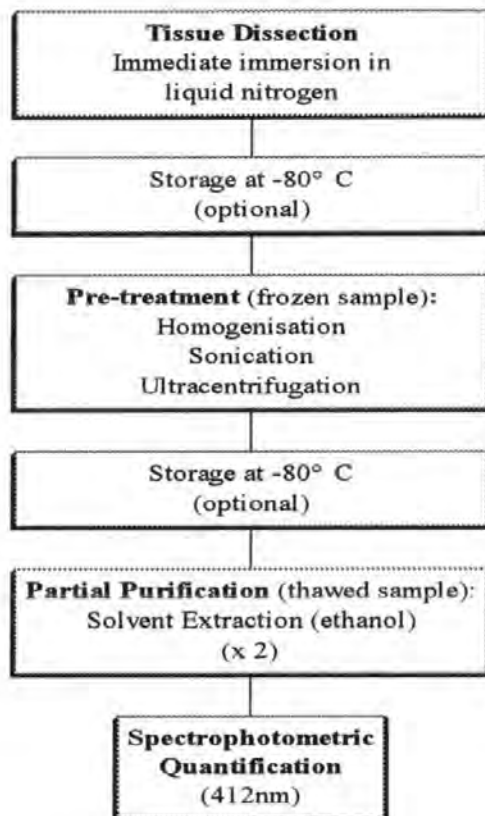 Tissue Dissection
Immediate immersion in
liquid nitrogen
Storage at -80° C
(optional)
Pre-treatment (frozen sample):
Homogenisation
Sonication
Ultracentrifugation
Storage at -80° C
(optional)
Partial Purification (thawed sample):
Solvent Extraction (ethanol)
(x 2)
Spectrophotometric
Quantification
(412nm)